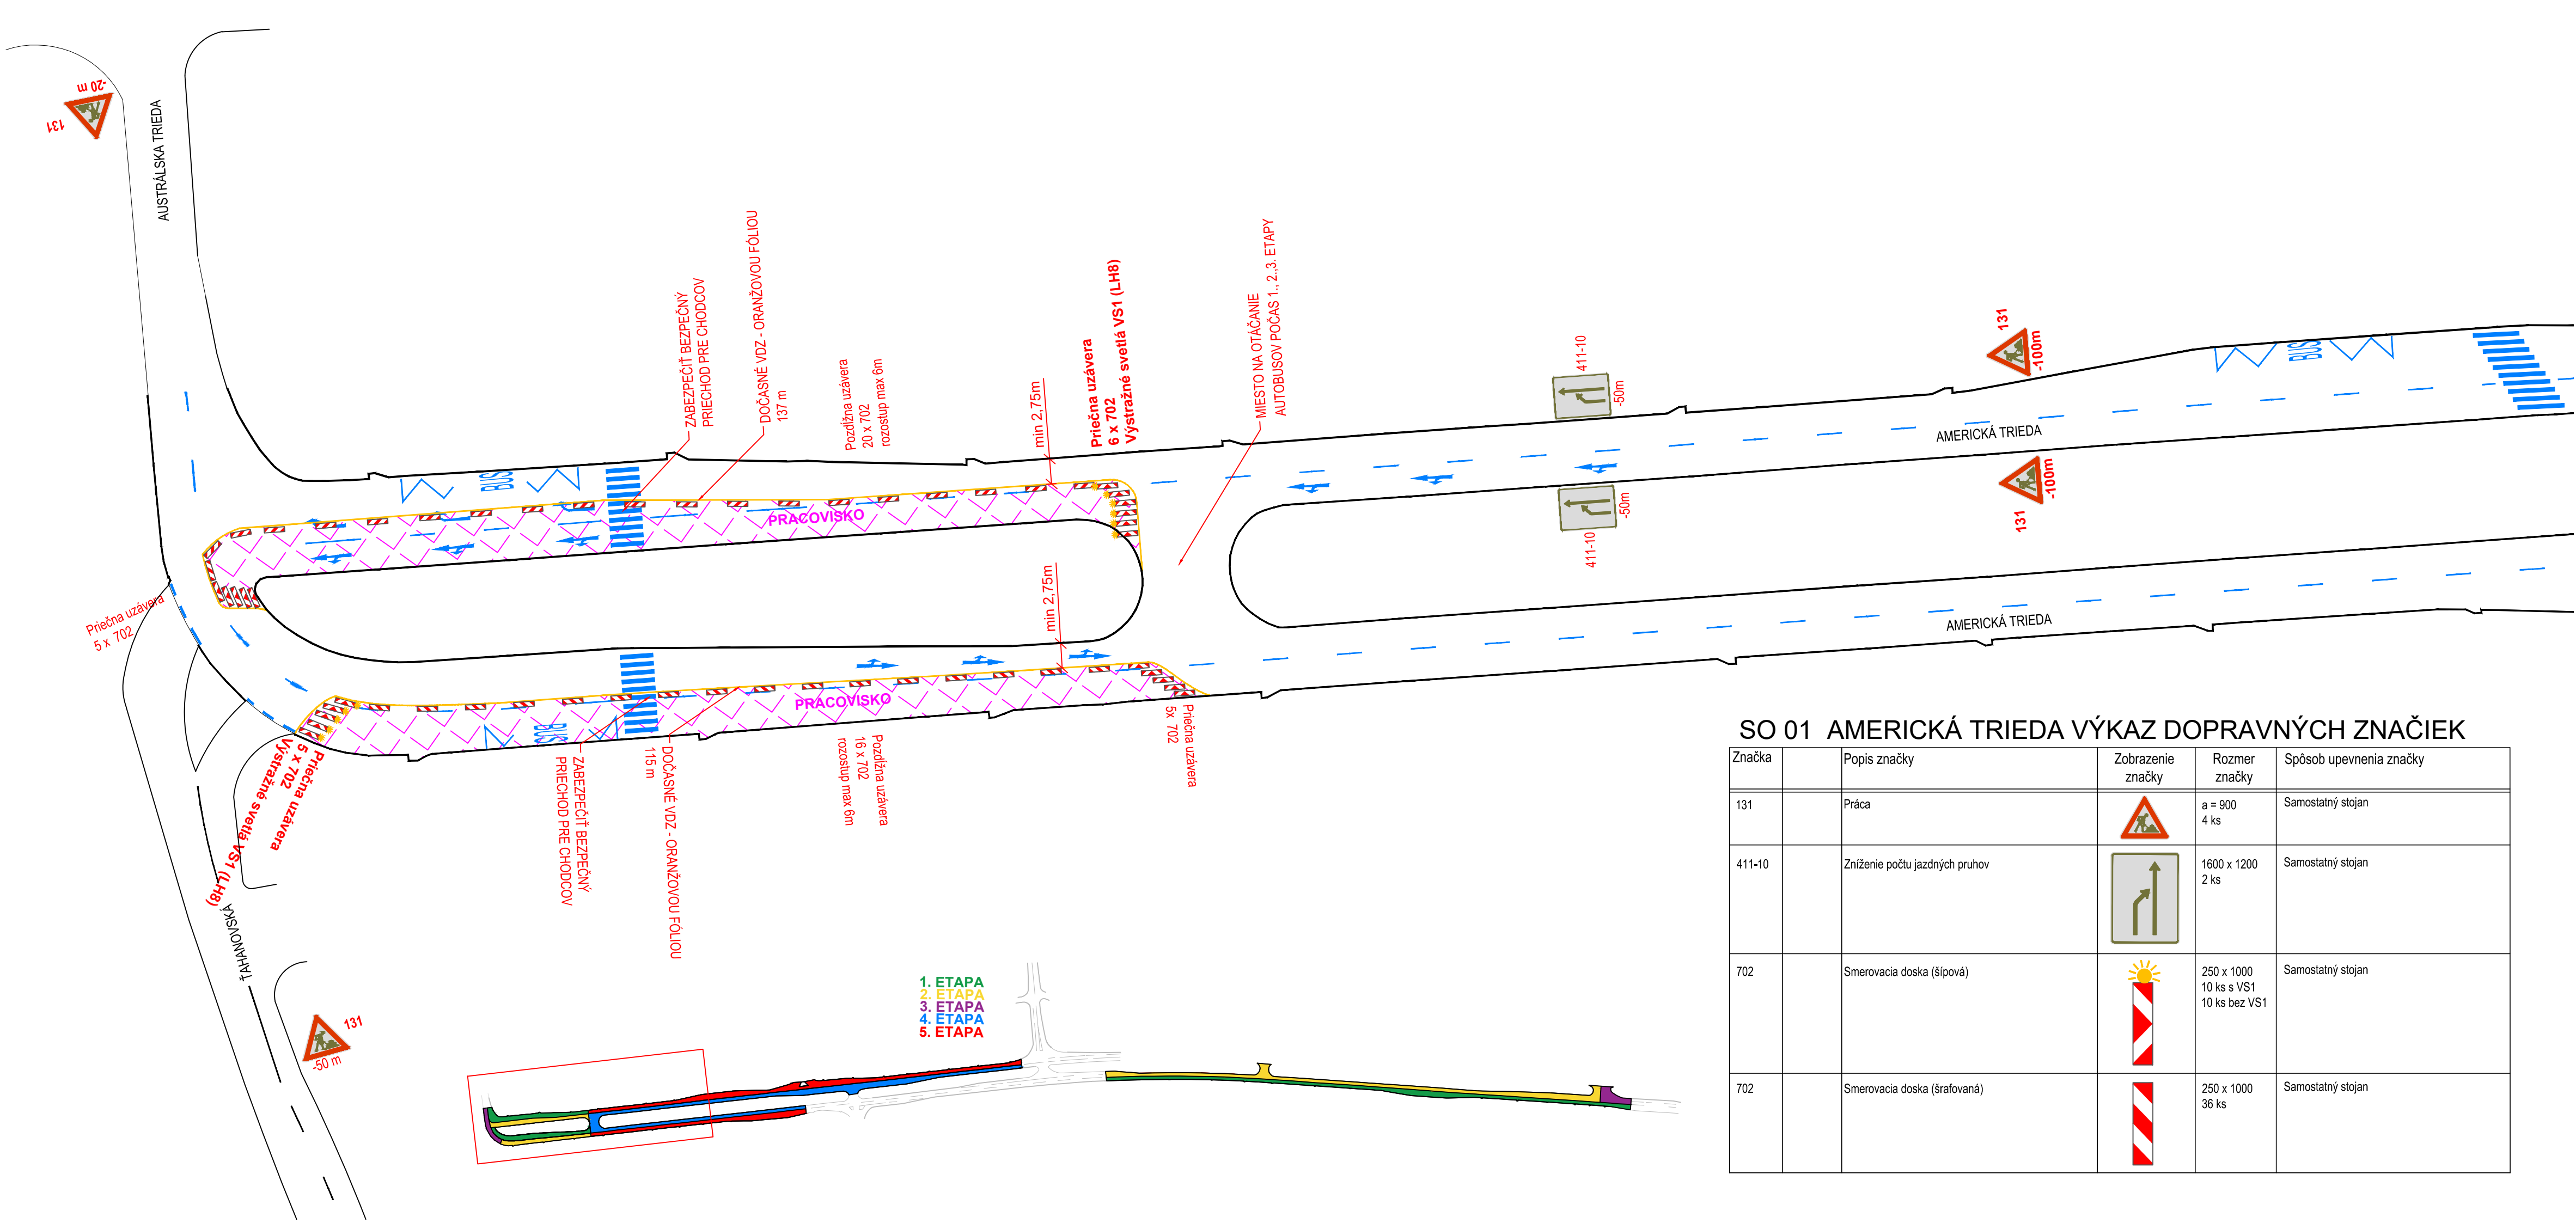 -20 m
131
AUSTRÁLSKA TRIEDA
ZABEZPEČIŤ BEZPEČNÝ
PRIECHOD PRE CHODCOV
DOČASNÉ VDZ - ORANŽOVOU FÓLIOU
137 m
Pozdĺžna uzávera
20 x 702
rozostup max 6m
min 2,75m
Priečna uzávera
6 x 702
Výstražné svetlá VS1 (LH8)
MIESTO NA OTÁČANIE
AUTOBUSOV POČAS 1., 2.,3. ETAPY
411-10
-50m
131
-100m
BUS
AMERICKÁ TRIEDA
BUS
PRACOVISKO
411-10
-50m
131
-100m
Priečna uzávera
5 x 702
min 2,75m
AMERICKÁ TRIEDA
PRACOVISKO
BUS
Priečna uzávera
5 x 702
Výstražné svetlá VS1 (LH8)
ZABEZPEČIŤ BEZPEČNÝ
PRIECHOD PRE CHODCOV
DOČASNÉ VDZ - ORANŽOVOU FÓLIOU
115 m
Pozdĺžna uzávera
16 x 702
rozostup max 6m
Priečna uzávera
5x 702
ŤAHANOVSKÁ
131
-50 m
1. ETAPA
2. ETAPA
3. ETAPA
4. ETAPA
5. ETAPA
SO 01 AMERICKÁ TRIEDA VÝKAZ DOPRAVNÝCH ZNAČIEK
Značka Popis značky Zobrazenie značky Rozmer značky Spôsob upevnenia značky
131 Práca a = 900 Samostatný stojan
4 ks
411-10 Zníženie počtu jazdných pruhov 1600 x 1200 Samostatný stojan
2 ks
702 Smerovacia doska (šípová) 250 x 1000 Samostatný stojan
10 ks s VS1
10 ks bez VS1
702 Smerovacia doska (šrafovaná) 250 x 1000 Samostatný stojan
36 ks